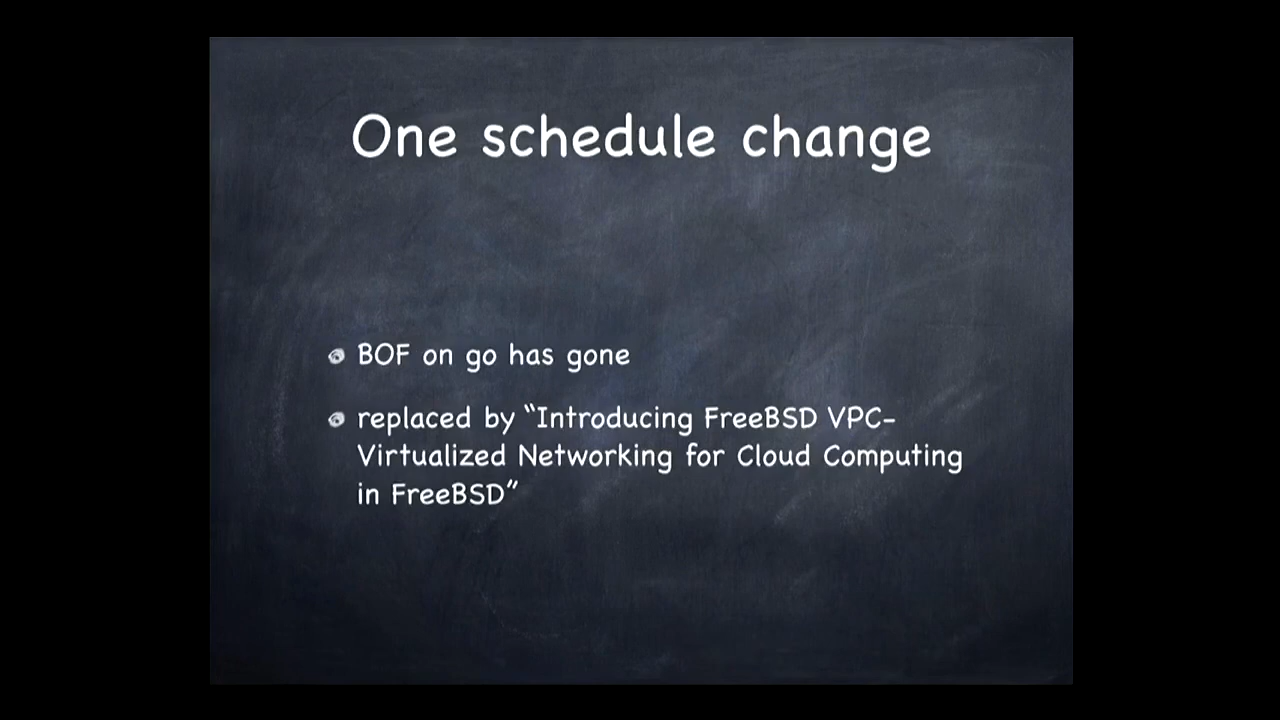 One schedule change
BOF on go has gone
replaced by “Introducing FreeBSD VPC-
Virtualized Networking for Cloud Computing
in FreeBSD”